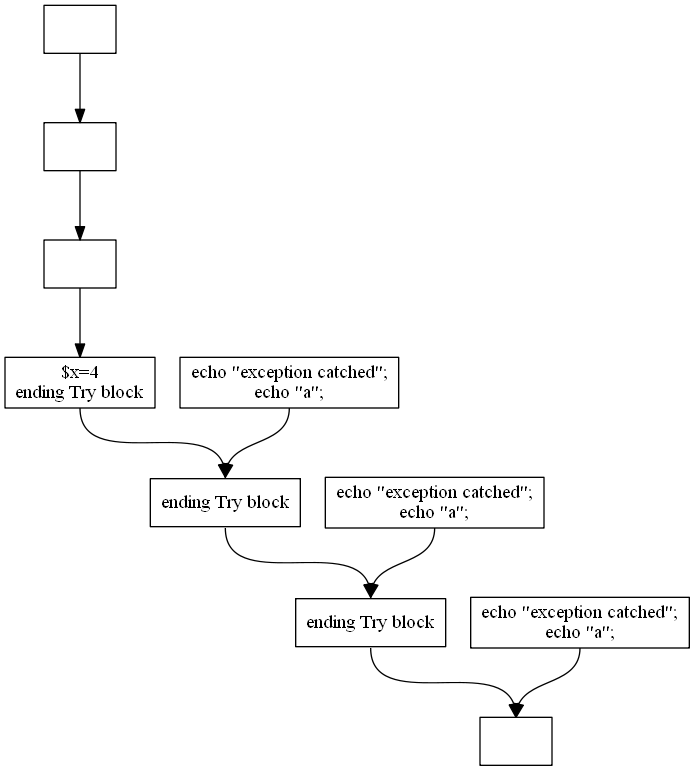 $x=4
ending Try block
echo "exception catched";
echo "a";
ending Try block
echo "exception catched";
echo "a";
ending Try block
echo "exception catched";
echo "a";